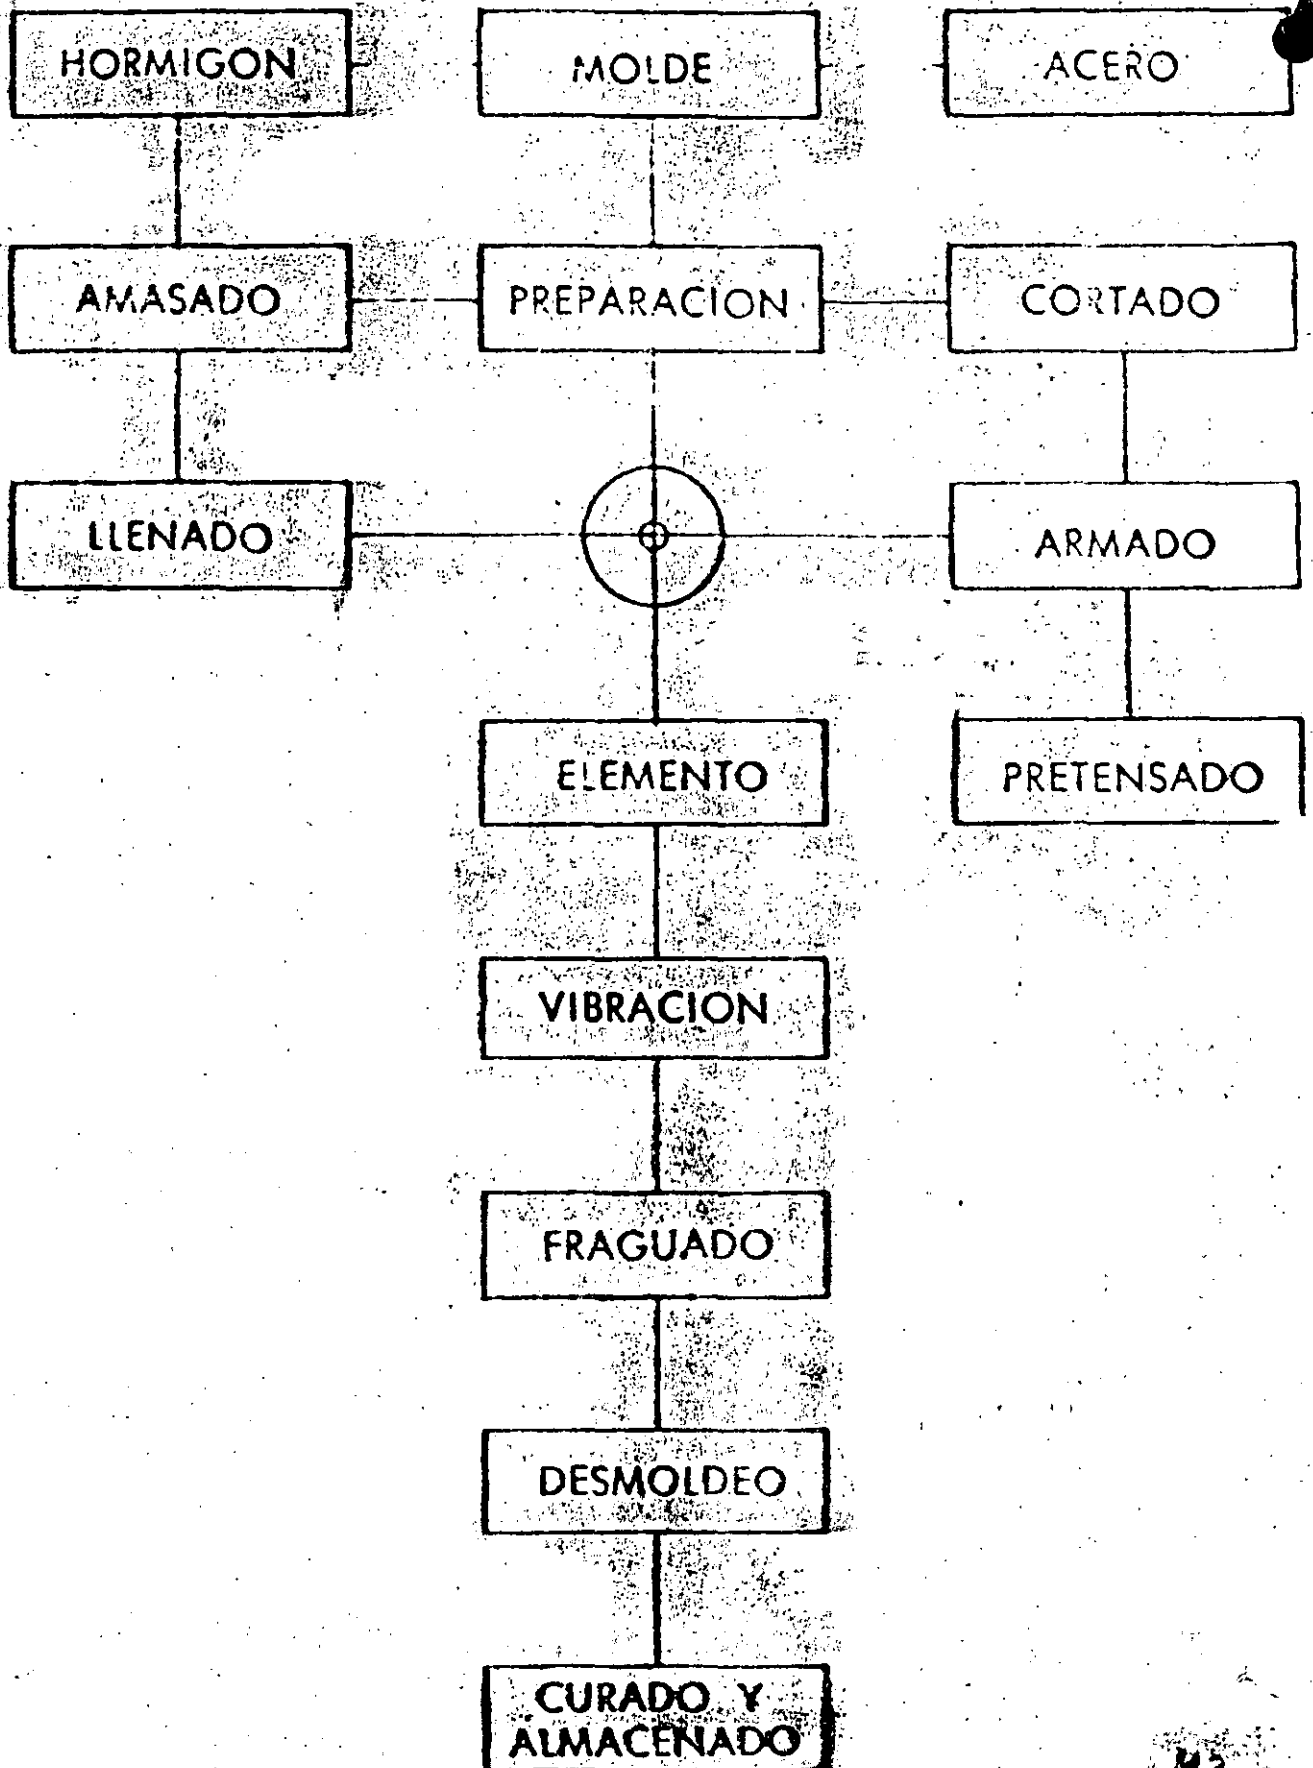 HORMIGON
MOLDE
ACERO
AMASADO
PREPARACION
CORTADO
LLENADO
ARMADO
ELEMENTO
PRETENSADO
VIBRACION
FRAGUADO
DESMOLDEO
CURADO Y
ALMACENADO